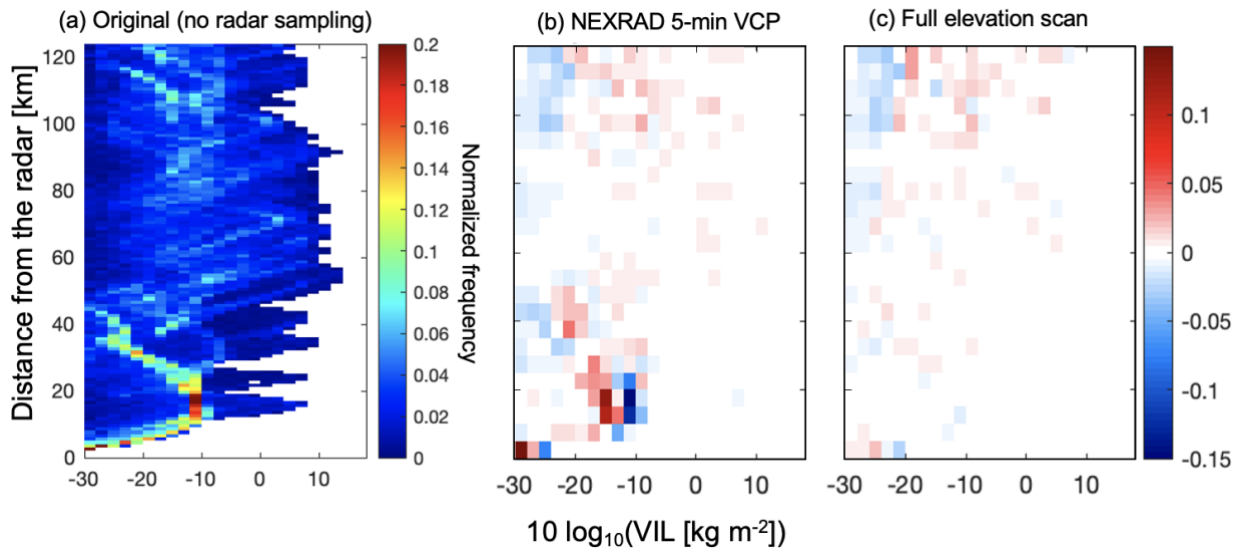 (a) Original (no radar sampling)
(b) NEXRAD 5-min VCP
(c) Full elevation scan
Distance from the radar [km]
120
100
80
60
40
20
0
-30 -20 -10 0 10
0.2
0.18
0.16
0.14
0.12
0.1
0.08
0.06
0.04
0.02
0
Normalized frequency
-30 -20 -10 0 10
-30 -20 -10 0 10
0.1
0.05
0
-0.05
-0.1
-0.15
10 log10(VIL [kg m-2])